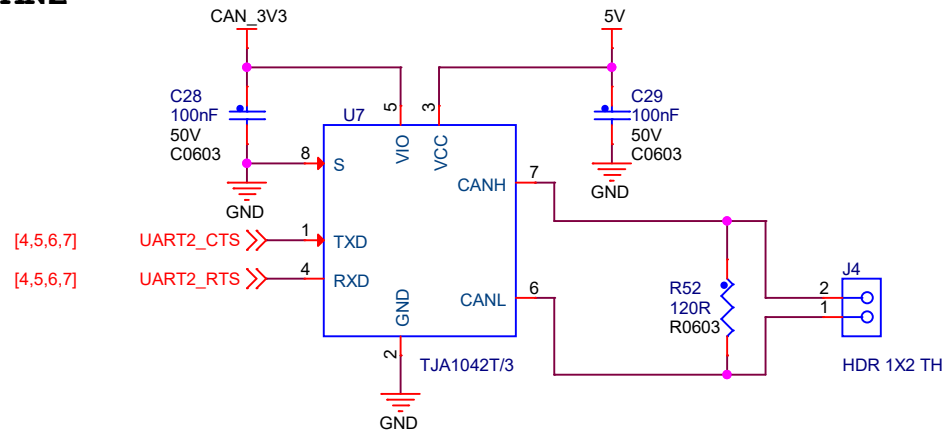 CAN_3V3
5V
C28
100nF
50V
C0603
C29
100nF
50V
C0603
U7
5
3
VIO
VCC
8
S
GND
GND
7
CANH
[4,5,6,7]
UART2_CTS
1
TXD
[4,5,6,7]
UART2_RTS
4
RXD
GND
6
CANL
R52
120R
R0603
J4
2
1
2
TJA1042T/3
HDR 1X2 TH
GND